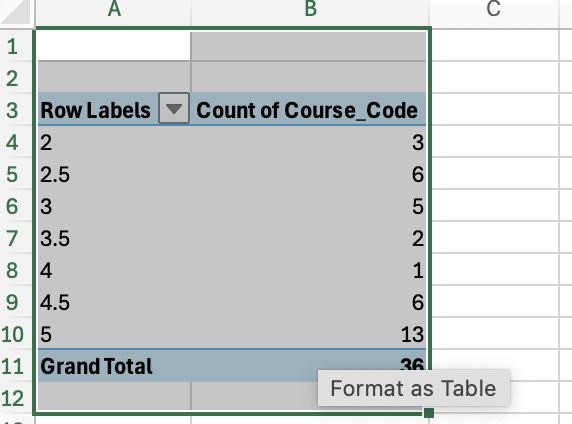 A B C
1
2
3 Row Labels Count of Course_Code
4 2 3
5 2.5 6
6 3 5
7 3.5 2
8 4 1
9 4.5 6
10 5 13
11 Grand Total 36
Format as Table
12